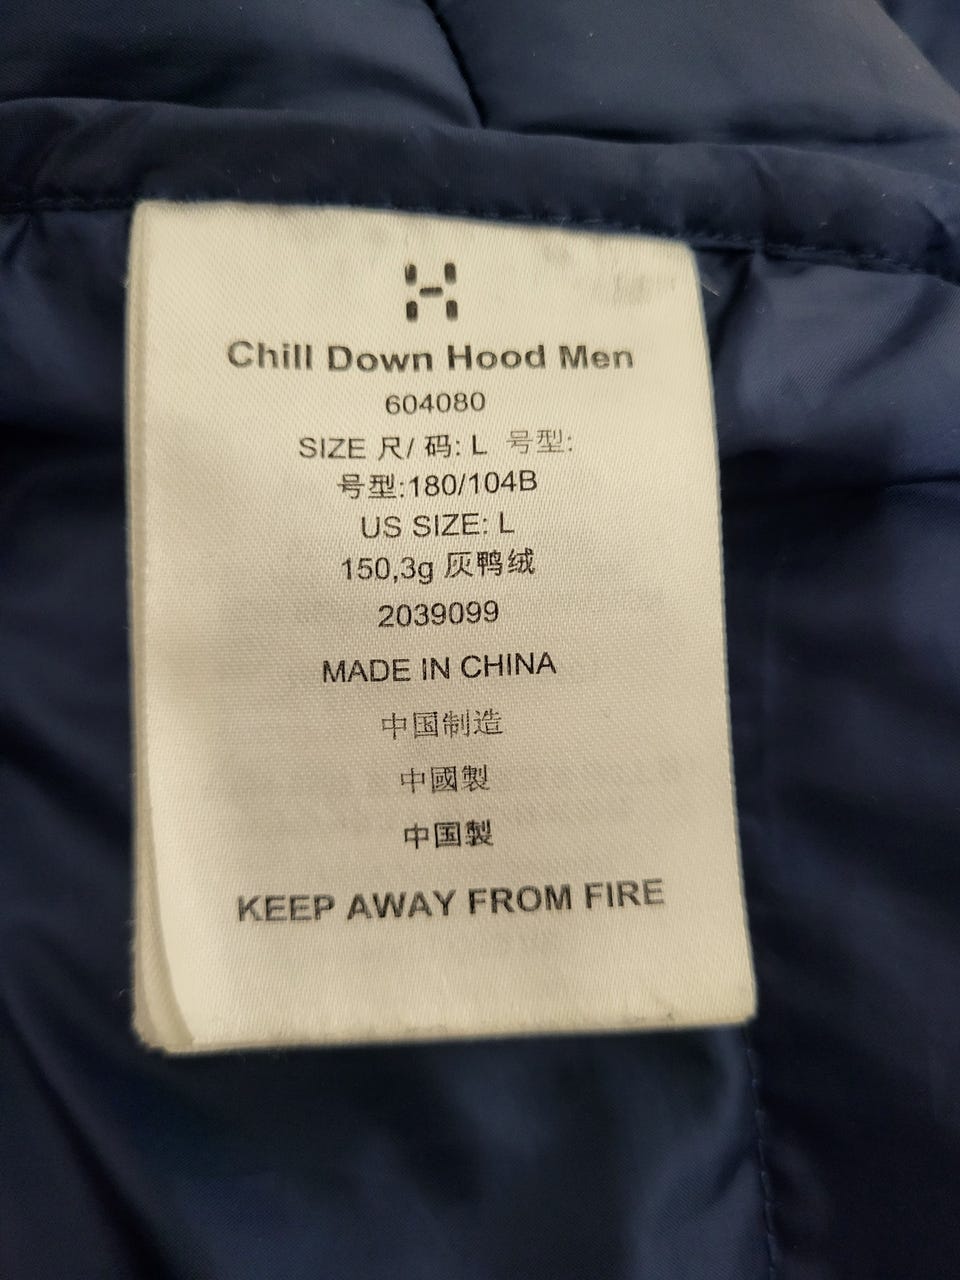 Chill Down Hood Men
604080
SIZE 尺/ 码: L 号型:
号型:180/104B
US SIZE: L
150,3g 灰鸭绒
2039099
MADE IN CHINA
中国制造
中國製
中国製
KEEP AWAY FROM FIRE